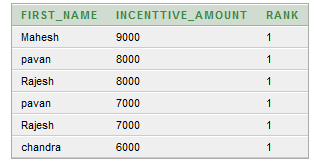 FIRST_NAME INCENTTIVE_AMOUNT RANK
Mahesh 9000 1
pavan 8000 1
Rajesh 8000 1
pavan 7000 1
Rajesh 7000 1
chandra 6000 1